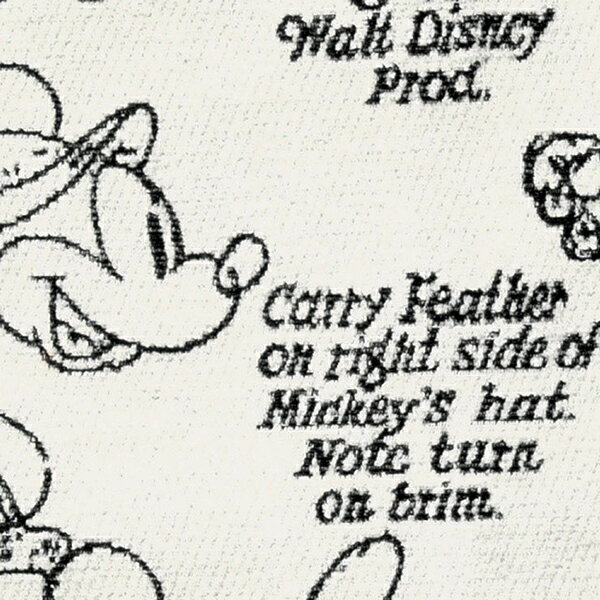 Walt Disney
Prod.
Carry Feather
on right side of
Mickey's hat.
Note turn
on brim.